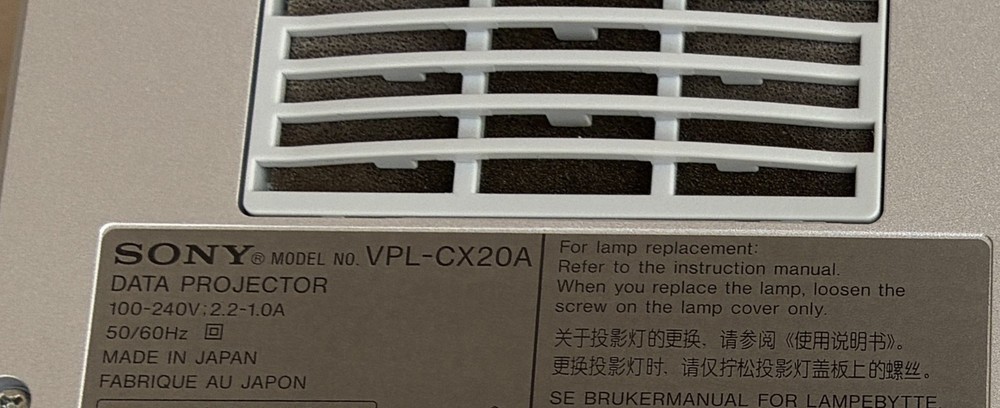 SONY® MODEL NO. VPL-CX20A
DATA PROJECTOR
100-240V:2.2-1.0A
50/60Hz
MADE IN JAPAN
FABRIQUE AU JAPON
For lamp replacement:
Refer to the instruction manual.
When you replace the lamp, loosen the
screw on the lamp cover only.
关于投影灯的更换、请参阅《使用说明书》。
更换投影灯时、请仅拧松投影灯盖板上的螺丝。
SE BRUKERMANUAL FOR LAMPEBYTTE